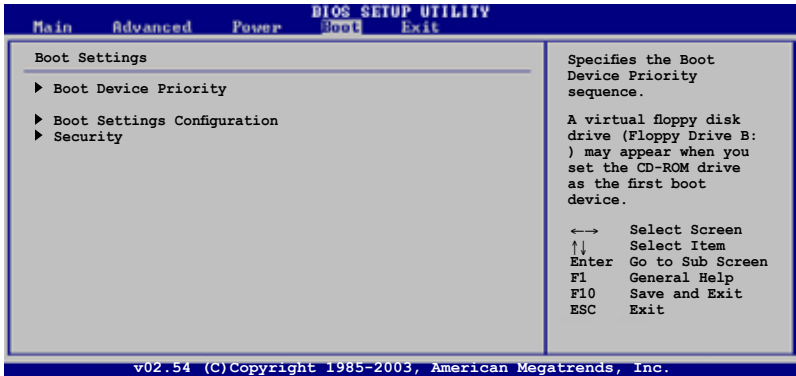 BIOS SETUP UTILITY
Main Advanced Power Boot Exit
Boot Settings
Boot Device Priority
Boot Settings Configuration
Security
Specifies the Boot
Device Priority
sequence.
A virtual floppy disk
drive (Floppy Drive B:
) may appear when you
set the CD-ROM drive
as the first boot
device.
←→ Select Screen
↑↓ Select Item
Enter Go to Sub Screen
F1 General Help
F10 Save and Exit
ESC Exit
v02.54 (C)Copyright 1985-2003, American Megatrends, Inc.